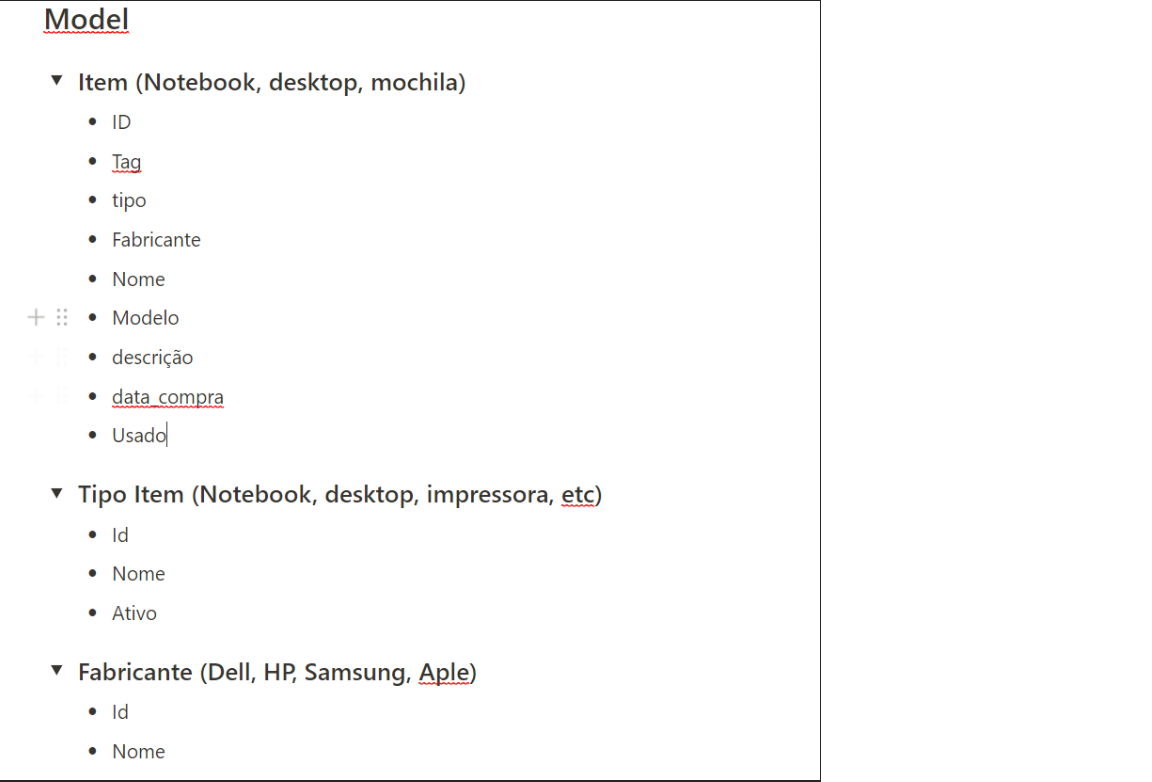 Model
Item (Notebook, desktop, mochila)
ID
Tag
tipo
Fabricante
Nome
Modelo
descrição
data_compra
Usado
Tipo Item (Notebook, desktop, impressora, etc)
Id
Nome
Ativo
Fabricante (Dell, HP, Samsung, Aple)
Id
Nome